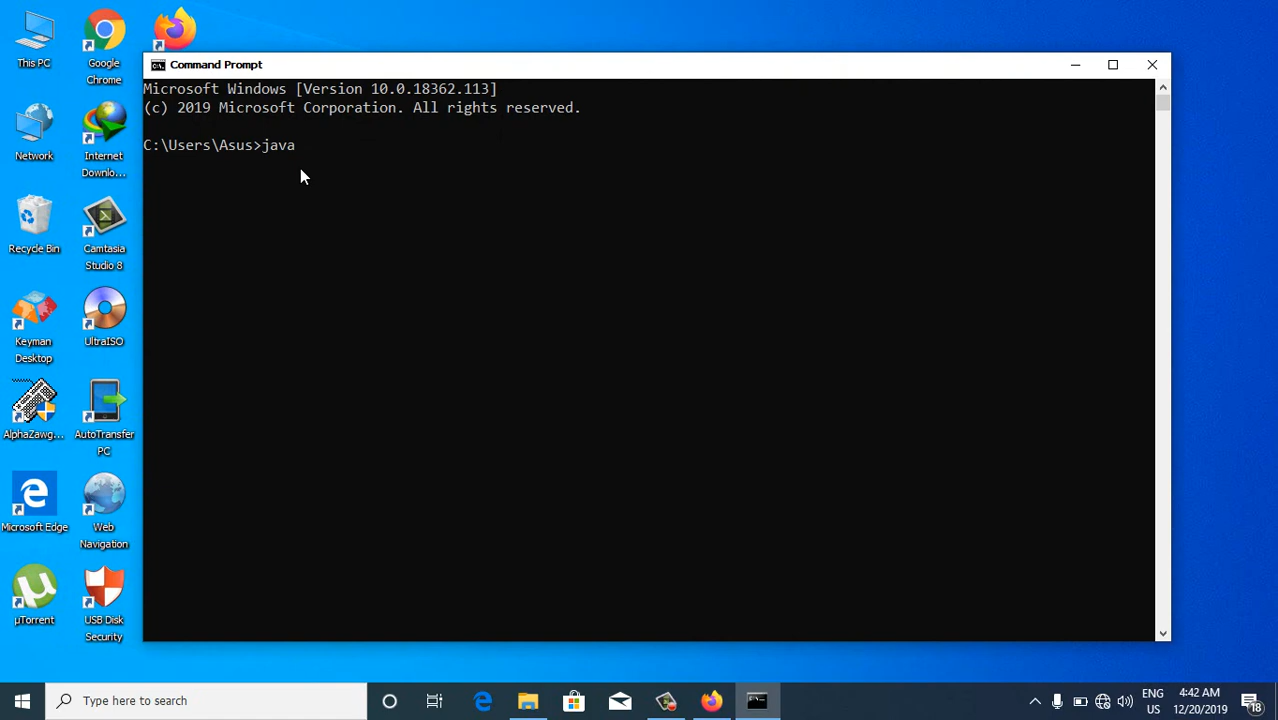 This PC
Google
Chrome
Network
Internet
Downlo...
Recycle Bin
Camtasia
Studio 8
Keyman
Desktop
UltraISO
AlphaZawg...
AutoTransfer
PC
Microsoft Edge
Web
Navigation
µTorrent
USB Disk
Security
Command Prompt
Microsoft Windows [Version 10.0.18362.113]
(c) 2019 Microsoft Corporation. All rights reserved.
C:\Users\Asus>java
Type here to search
ENG
US
4:42 AM
12/20/2019
18